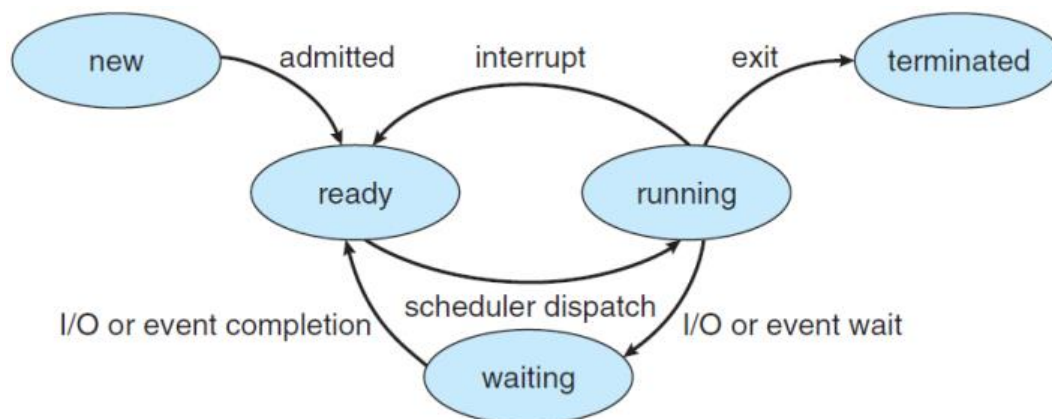 new
admitted
interrupt
exit
terminated
ready
running
I/O or event completion
scheduler dispatch
I/O or event wait
waiting